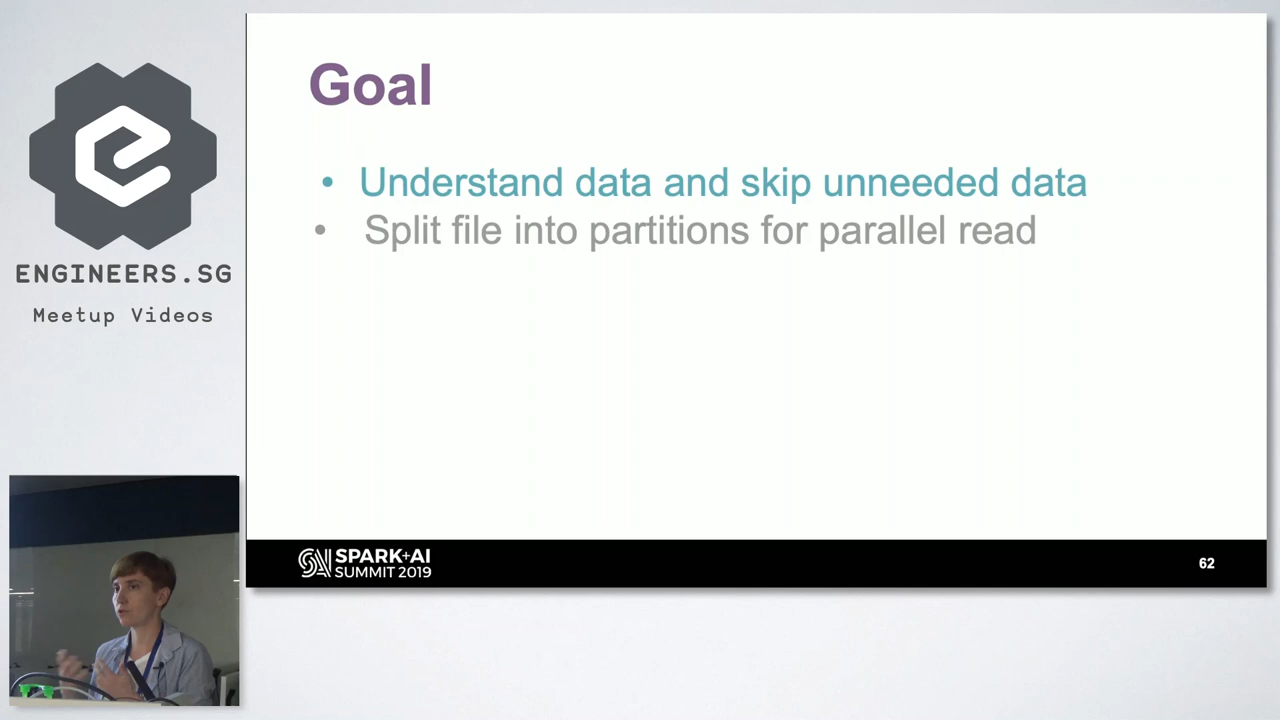 Goal
• Understand data and skip unneeded data
• Split file into partitions for parallel read
ENGINEERS.SG
Meetup Videos
SPARK+AI
SUMMIT 2019
62